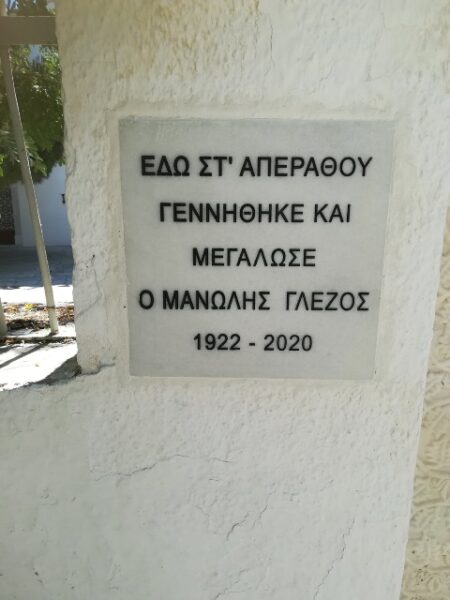 ΕΔΩ ΣΤ' ΑΠΕΡΑΘΟΥ
ΓΕΝΝΗΘΗΚΕ ΚΑΙ
ΜΕΓΑΛΩΣΕ
Ο ΜΑΝΩΛΗΣ ΓΛΕΖΟΣ
1922 - 2020